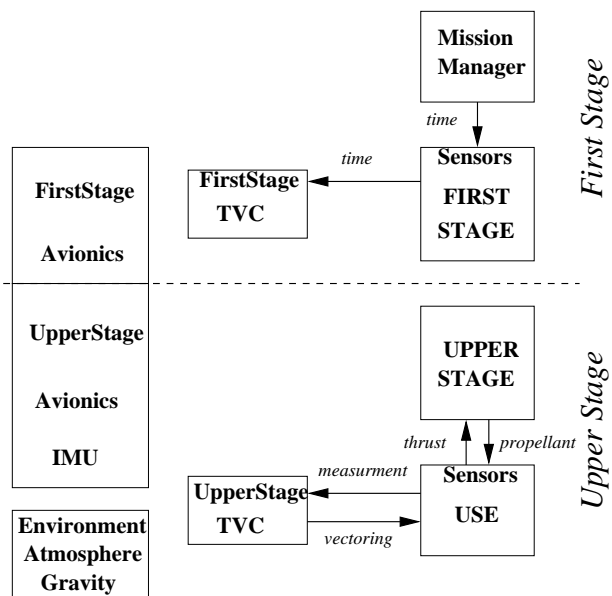 Mission
Manager
time
Sensors
FIRST
STAGE
time
FirstStage
TVC
First Stage
FirstStage
Avionics
UpperStage
Avionics
IMU
UPPER
STAGE
thrust
propellant
Sensors
USE
measurment
UpperStage
TVC
vectoring
Upper Stage
Environment
Atmosphere
Gravity